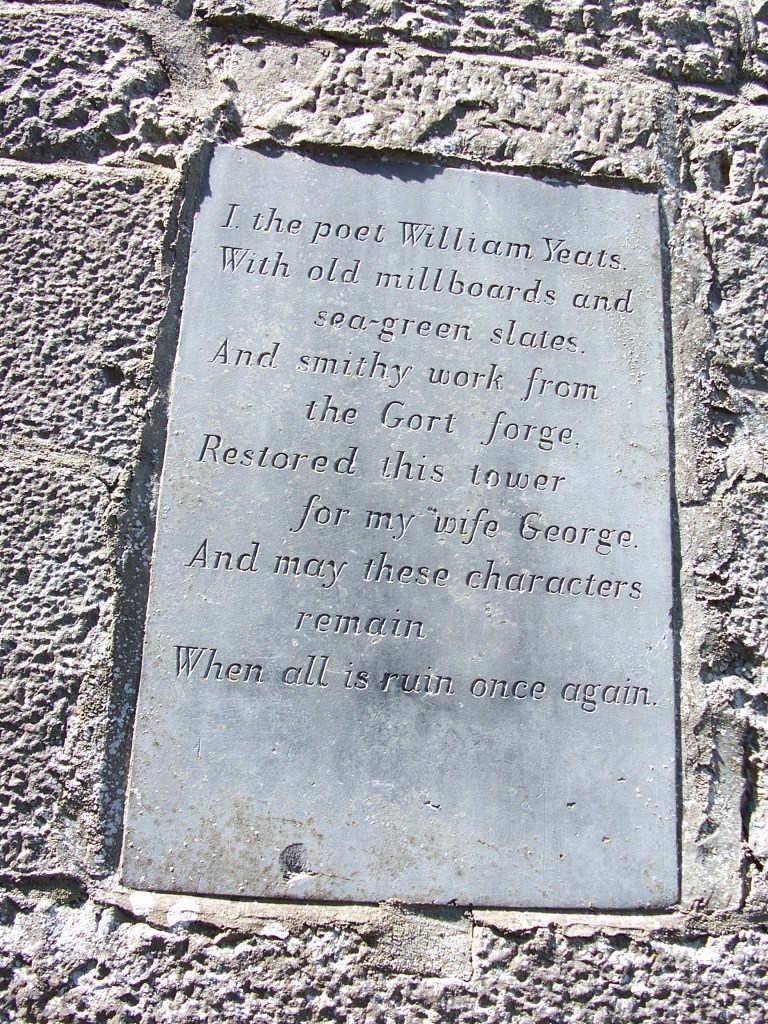 I, the poet William Yeats,
With old millboards and
sea-green slates,
And smithy work from
the Gort forge,
Restored this tower
for my wife George.
And may these characters
remain
When all is ruin once again.